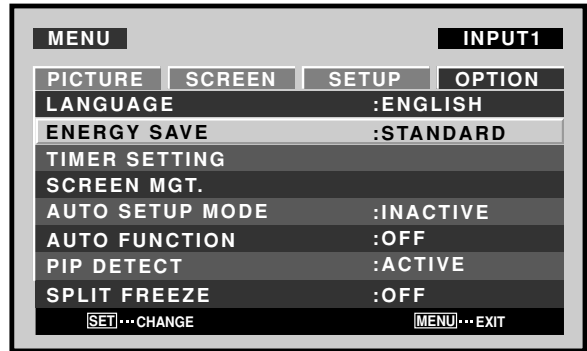 MENU INPUT1
PICTURE SCREEN SETUP OPTION
LANGUAGE :ENGLISH
ENERGY SAVE :STANDARD
TIMER SETTING
SCREEN MGT.
AUTO SETUP MODE :INACTIVE
AUTO FUNCTION :OFF
PIP DETECT :ACTIVE
SPLIT FREEZE :OFF
SET···CHANGE MENU···EXIT